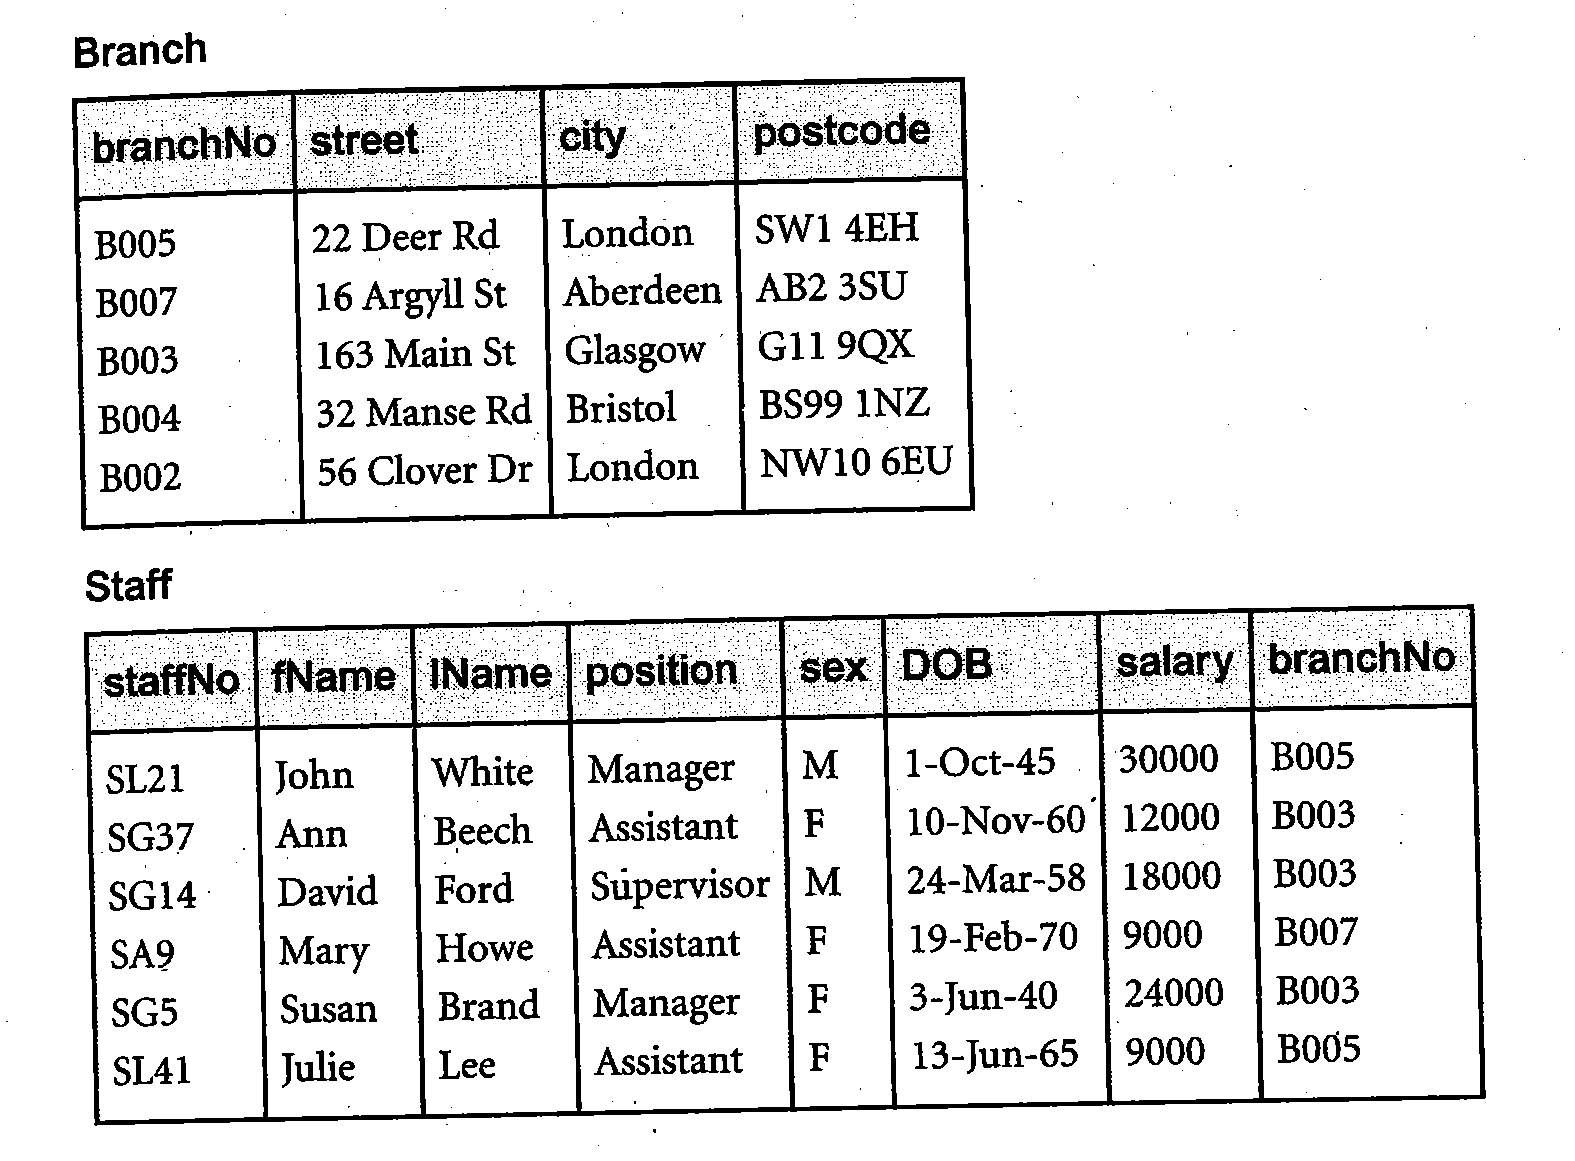 Branch
branchNo street city postcode
B005 22 Deer Rd London SW1 4EH
B007 16 Argyll St Aberdeen AB2 3SU
B003 163 Main St Glasgow G11 9QX
B004 32 Manse Rd Bristol BS99 1NZ
B002 56 Clover Dr London NW10 6EU
Staff
staffNo fName lName position sex DOB salary branchNo
SL21 John White Manager M 1-Oct-45 30000 B005
SG37 Ann Beech Assistant F 10-Nov-60 12000 B003
SG14 David Ford Supervisor M 24-Mar-58 18000 B003
SA9 Mary Howe Assistant F 19-Feb-70 9000 B007
SG5 Susan Brand Manager F 3-Jun-40 24000 B003
SL41 Julie Lee Assistant F 13-Jun-65 9000 B005